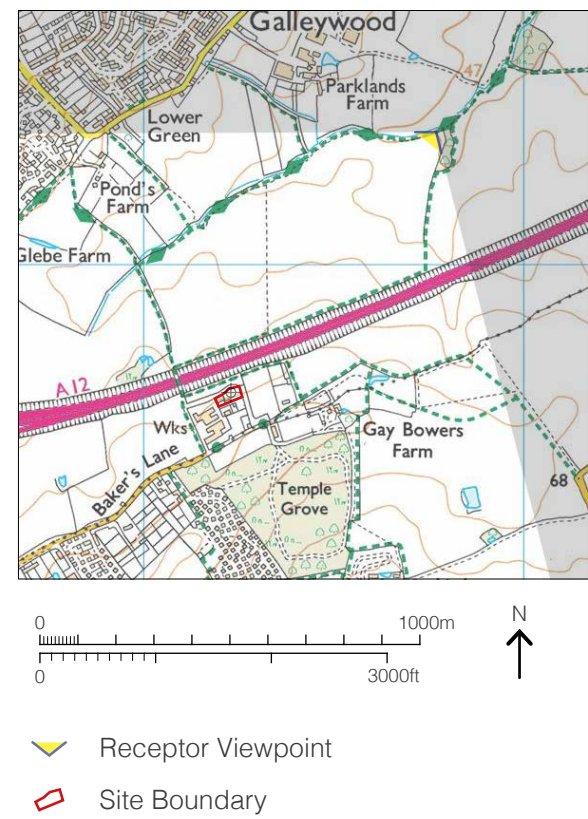 Galleywood
47
Parklands
Farm
Lower
Green
Pond's
Farm
Glebe Farm
A12
Wks
Gay Bowers
Farm
Baker's Lane
Temple
Grove
68
0
1000m
0
3000ft
N
Receptor Viewpoint
Site Boundary